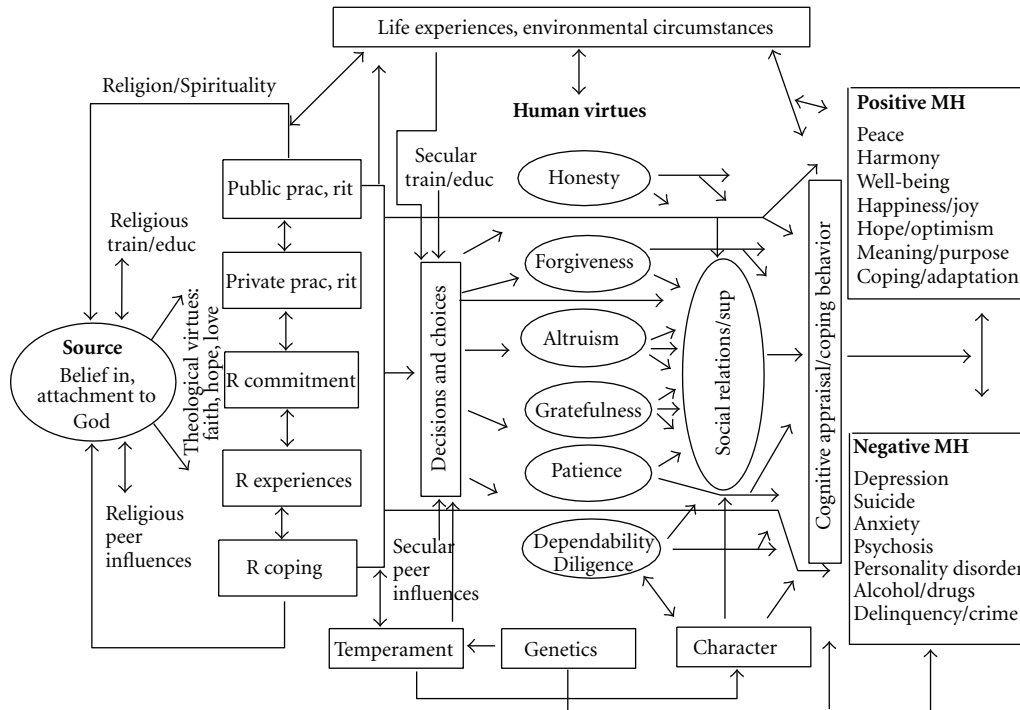 Life experiences, environmental circumstances
Religion/Spirituality
Human virtues
Secular
train/educ
Honesty
Public prac, rit
Religious
train/educ
Private prac, rit
Forgiveness
Source
Belief in,
attachment to
God
Theological virtues:
faith, hope, love
R commitment
Decisions and choices
Altruism
Social relations/sup
Gratefulness
Patience
R experiences
Religious
peer
influences
R coping
Secular
peer
influences
Dependability
Diligence
Temperament
Genetics
Character
Cognitive appraisal/coping behavior
Positive MH
Peace
Harmony
Well-being
Happiness/joy
Hope/optimism
Meaning/purpose
Coping/adaptation
Negative MH
Depression
Suicide
Anxiety
Psychosis
Personality disorder
Alcohol/drugs
Delinquency/crime